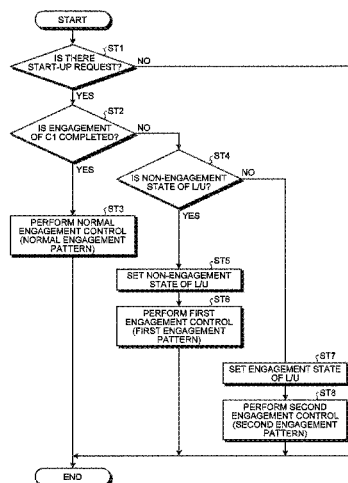 START
ST1
IS THERE
START-UP REQUEST?
NO
YES
ST2
IS ENGAGEMENT
OF C1 COMPLETED?
NO
YES
ST4
IS NON-ENGAGEMENT
STATE OF L/U?
NO
YES
ST3
PERFORM NORMAL
ENGAGEMENT CONTROL
(NORMAL ENGAGEMENT
PATTERN)
ST5
SET NON-ENGAGEMENT
STATE OF L/U
ST6
PERFORM FIRST
ENGAGEMENT CONTROL
(FIRST ENGAGEMENT
PATTERN)
ST7
SET ENGAGEMENT STATE
OF L/U
ST8
PERFORM SECOND
ENGAGEMENT CONTROL
(SECOND ENGAGEMENT
PATTERN)
END